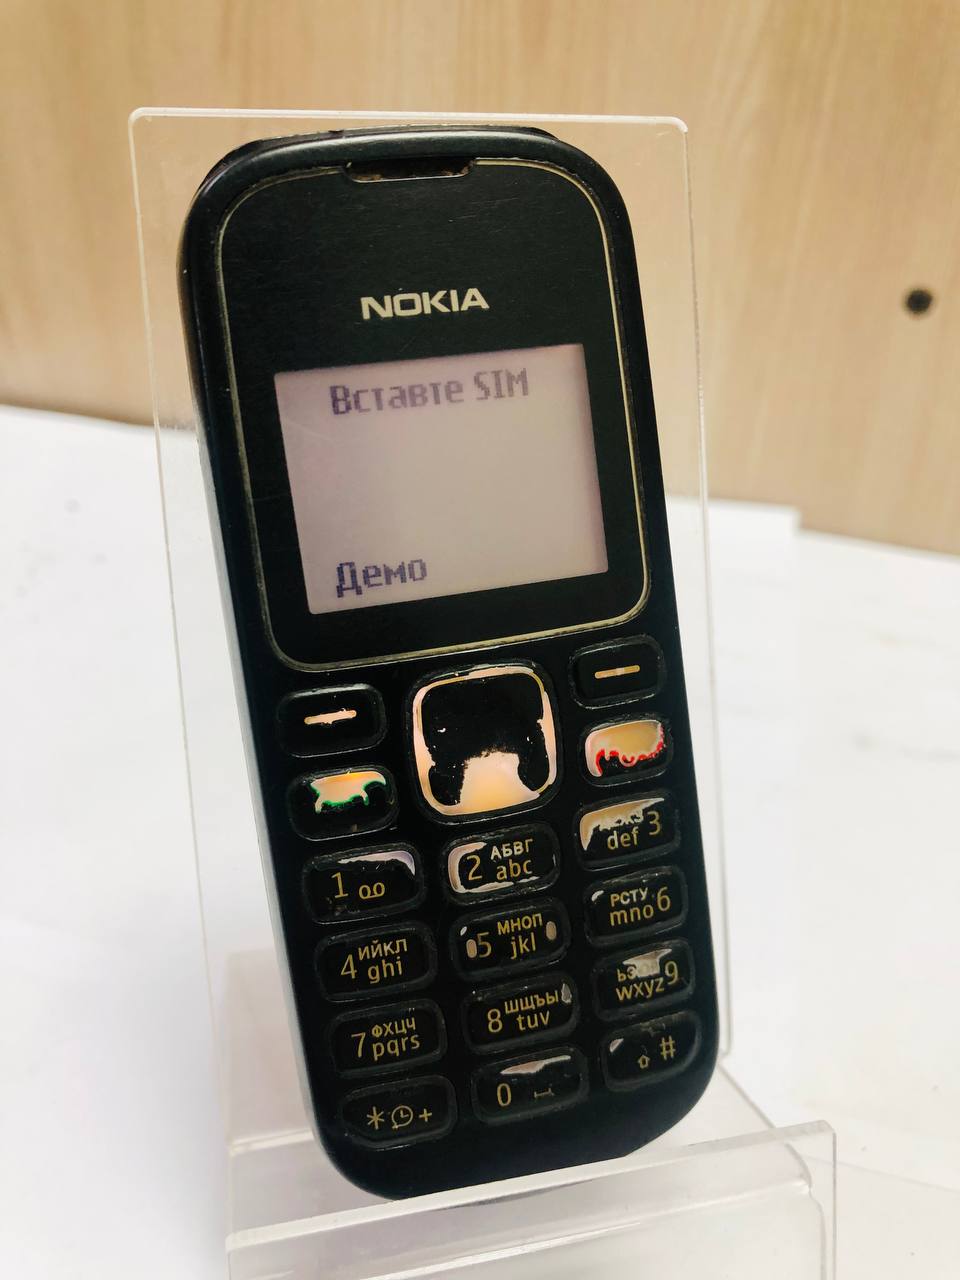 NOKIA
Вставте SIM
Демо
1
2 АБВГ abc
def 3
4 ИЙКЛ ghi
5 МНОП jkl
РСТУ mno 6
7 ФХЦЧ pqrs
8 ШЩЪЫ tuv
wxyz 9
* +
0
#